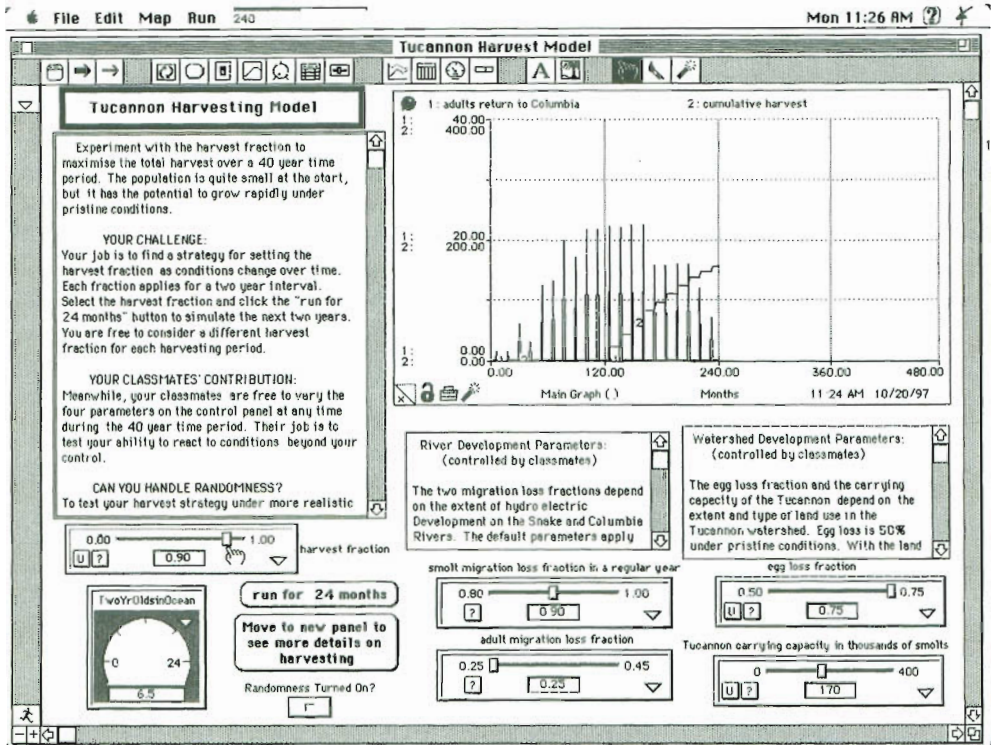 File Edit Map Run 240 Mon 11:26 AM
Tucannon Harvest Model
A
Tucannon Harvesting Model
Experiment with the harvest fraction to
maximise the total harvest over a 40 year time
period. The population is quite small at the start,
but it has the potential to grow rapidly under
pristine conditions.
YOUR CHALLENGE:
Your job is to find a strategy for setting the
harvest fraction as conditions change over time.
Each fraction applies for a two year interval.
Select the harvest fraction and click the "run for
24 months" button to simulate the next two years.
You are free to consider a different harvest
fraction for each harvesting period.
YOUR CLASSMATES' CONTRIBUTION:
Meanwhile, your classmates are free to vary the
four parameters on the control panel at any time
during the 40 year time period. Their job is to
test your ability to react to conditions beyond your
control.
CAN YOU HANDLE RANDOMNESS?
To test your harvest strategy under more realistic
1: adults return to Columbia 2: cumulative harvest
1: 40.00
2: 400.00
1: 20.00
2: 200.00
1: 0.00
2: 0.00
2
0.00 120.00 240.00 360.00 480.00
Main Graph ( ) Months 11:24 AM 10/20/97
1
River Development Parameters:
(controlled by classmates)
The two migration loss fractions depend
on the extent of hydro electric
Development on the Snake and Columbia
Rivers. The default parameters apply
Watershed Development Parameters:
(controlled by classmates)
The egg loss fraction and the carrying
capacity of the Tucannon depend on the
extent and type of land use in the
Tucannon watershed. Egg loss is 50%
under pristine conditions. With the land
0.00 1.00
U ? 0.90
harvest fraction
TwoYrOldsinOcean
0 24
6.5
run for 24 months
Move to new panel to
see more details on
harvesting
Randomness Turned On?
smolt migration loss fraction in a regular year
0.80 1.00
? 0.90
adult migration loss fraction
0.25 0.45
? 0.25
egg loss fraction
0.50 0.75
U ? 0.75
Tucannon carrying capacity in thousands of smolts
0 400
U ? 170